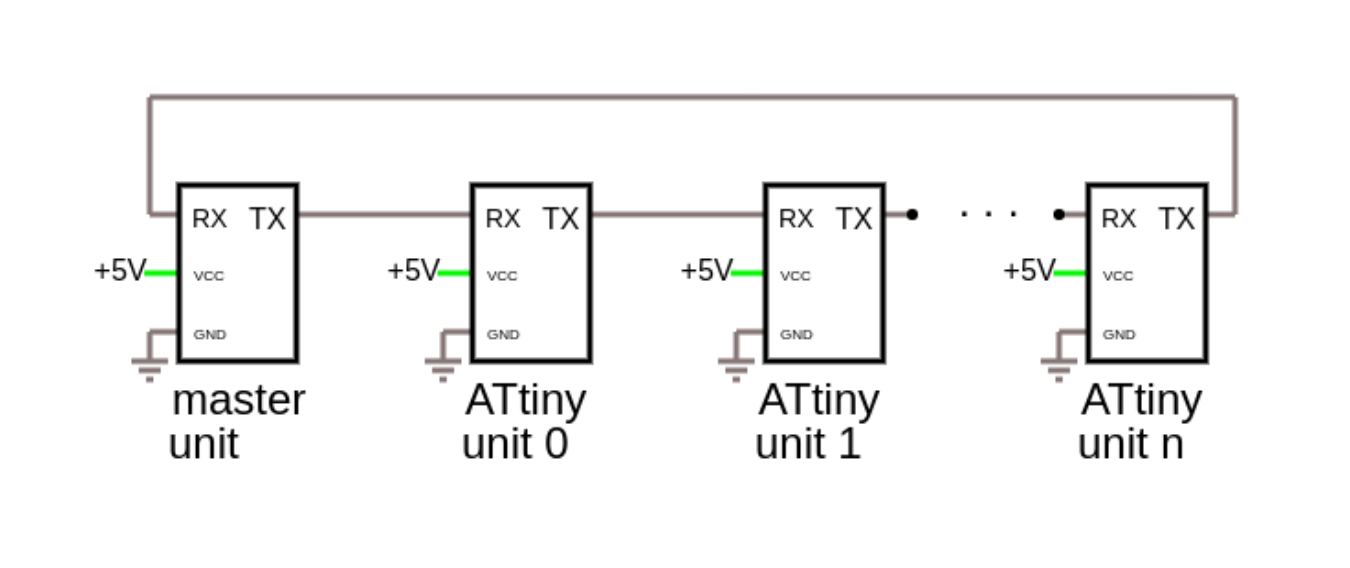 RX TX RX TX RX TX . . . RX TX
+5V VCC +5V VCC +5V VCC +5V VCC
GND GND GND GND
master ATtiny ATtiny ATtiny
unit unit 0 unit 1 unit n